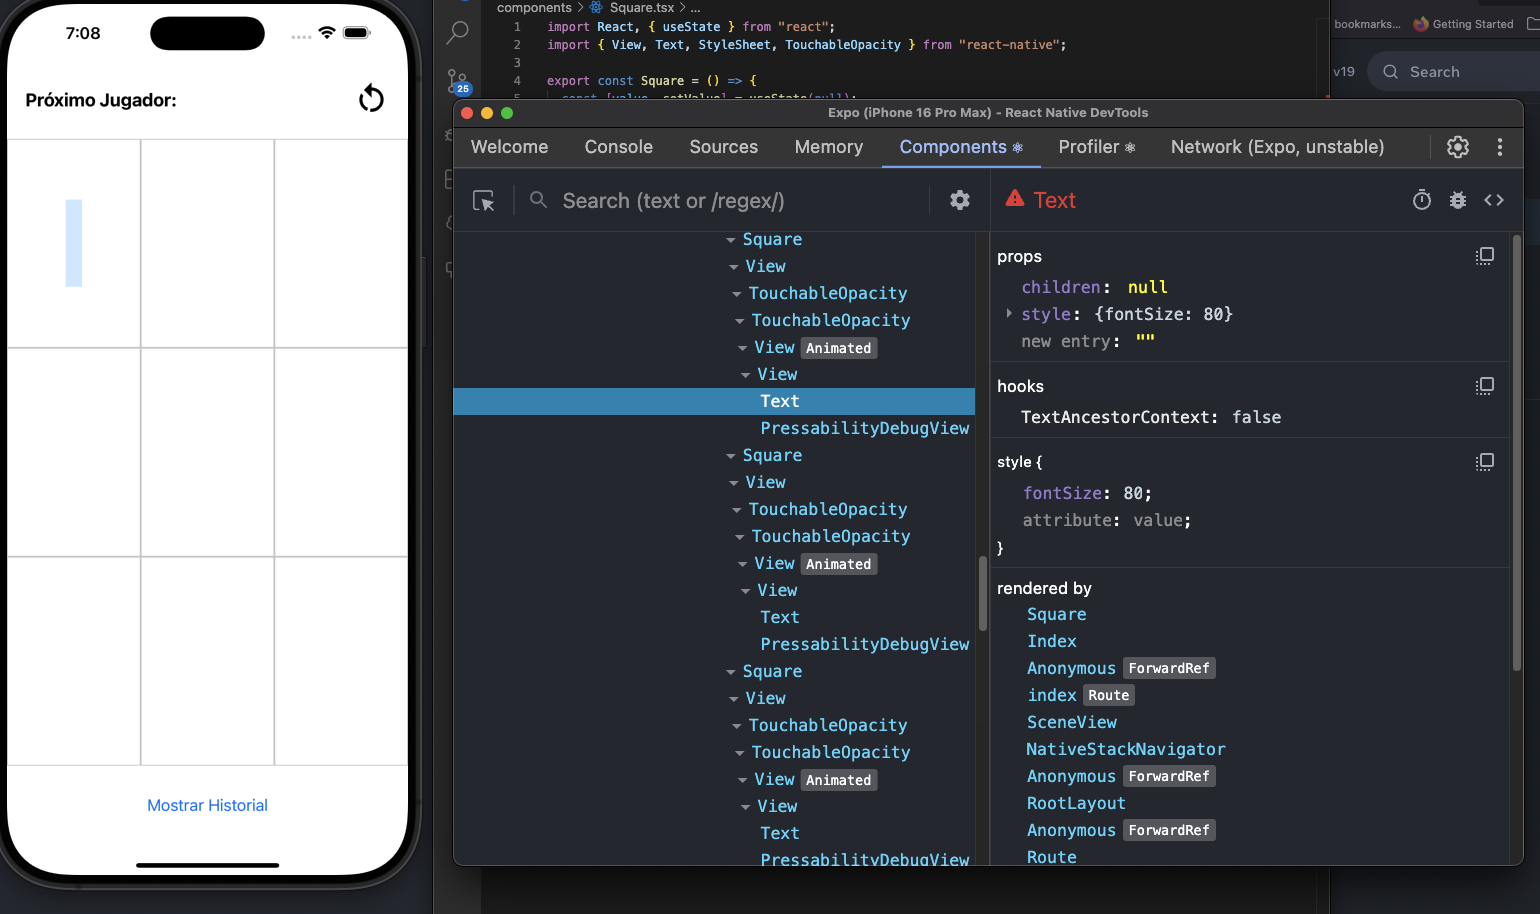 7:08
Próximo Jugador:
Mostrar Historial
components > Square.tsx > ...
1 import React, { useState } from "react";
2 import { View, Text, StyleSheet, TouchableOpacity } from "react-native";
3
4 export const Square = () => {
5 const [value, setValue] = useState(null);
25
bookmarks...
Getting Started
v19
Search
Expo (iPhone 16 Pro Max) - React Native DevTools
Welcome
Console
Sources
Memory
Components
Profiler
Network (Expo, unstable)
Search (text or /regex/)
Square
View
TouchableOpacity
TouchableOpacity
View Animated
View
Text
PressabilityDebugView
Square
View
TouchableOpacity
TouchableOpacity
View Animated
View
Text
PressabilityDebugView
Square
View
TouchableOpacity
TouchableOpacity
View Animated
View
Text
PressabilityDebugView
Text
props
children: null
style: {fontSize: 80}
new entry: ""
hooks
TextAncestorContext: false
style {
fontSize: 80;
attribute: value;
}
rendered by
Square
Index
Anonymous ForwardRef
index Route
SceneView
NativeStackNavigator
Anonymous ForwardRef
RootLayout
Anonymous ForwardRef
Route